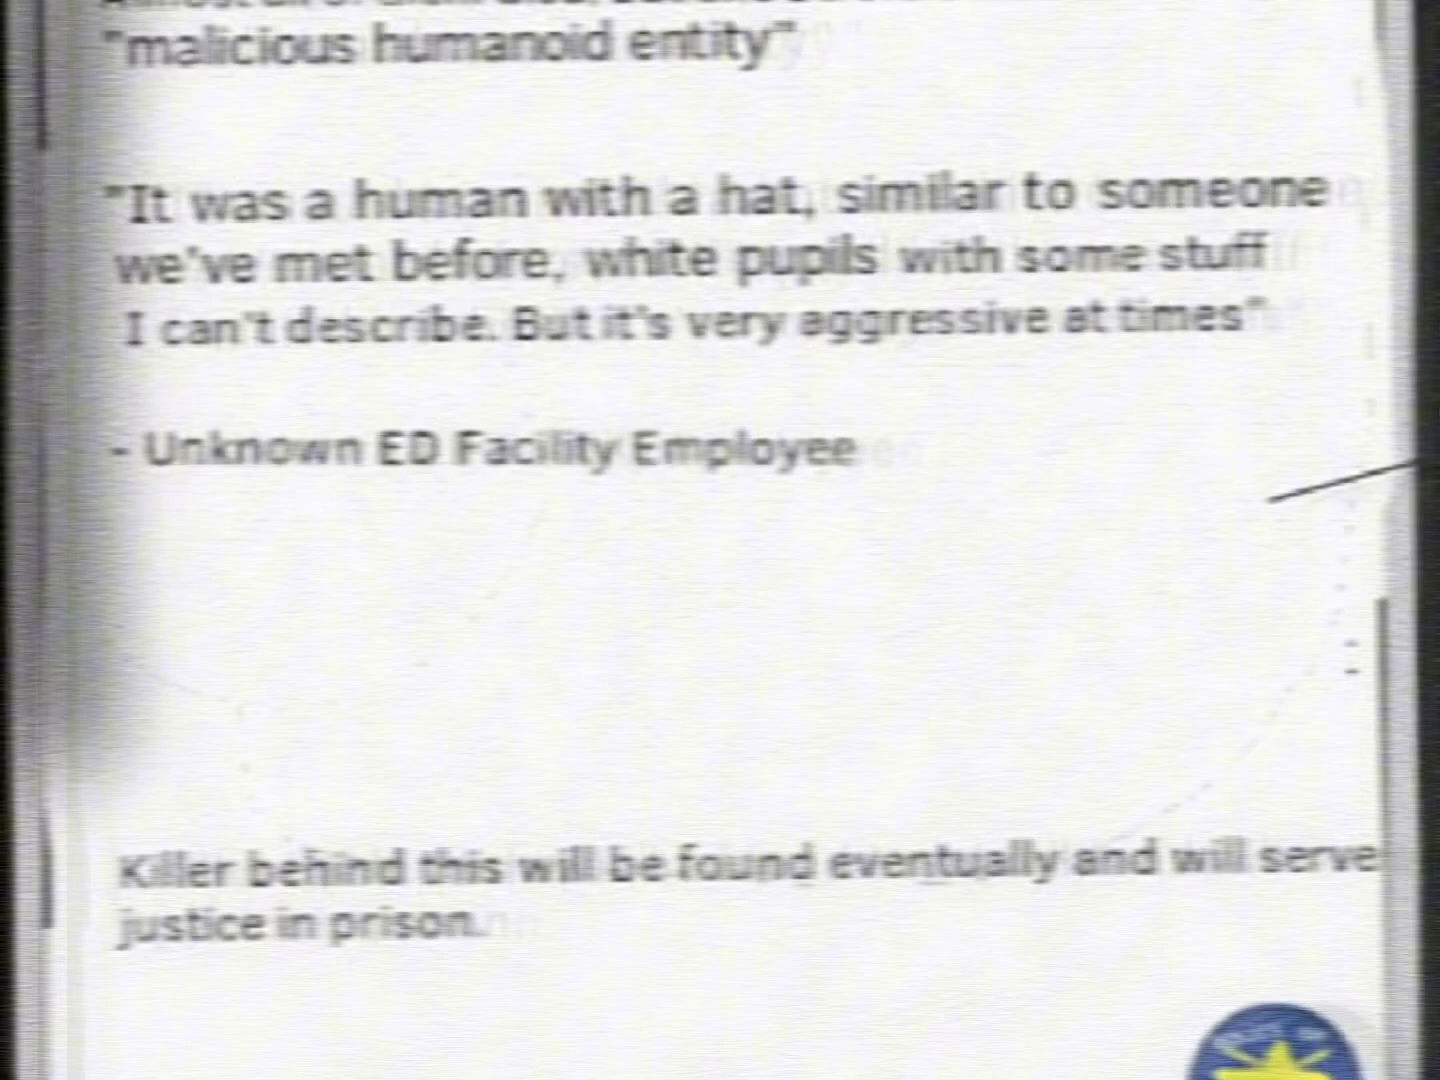 "malicious humanoid entity"
"It was a human with a hat, similar to someone
we've met before, white pupils with some stuff
I can't describe. But it's very aggressive at times"
- Unknown ED Facility Employee
Killer behind this will be found eventually and will serve
justice in prison.